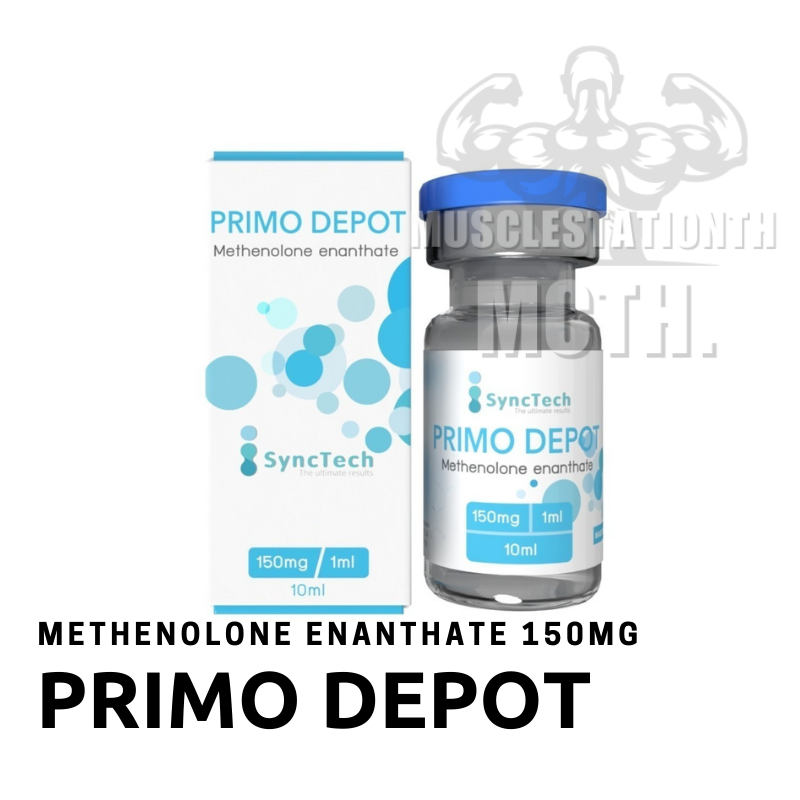 PRIMO DEPOT
Methenolone enanthate
SyncTech
The ultimate results
150mg/1ml
10ml
MUSCLESTATIONTH
MCTH.
SyncTech
The ultimate results
PRIMO DEPOT
Methenolone enanthate
150mg 1ml
10ml
METHENOLONE ENANTHATE 150MG
PRIMO DEPOT